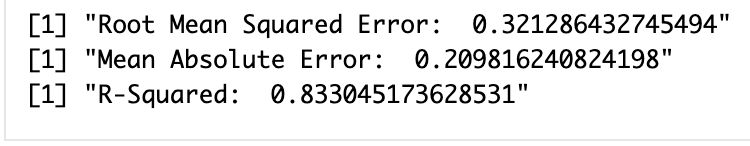 [1] "Root Mean Squared Error:  0.321286432745494"
[1] "Mean Absolute Error:  0.209816240824198"
[1] "R-Squared:  0.833045173628531"